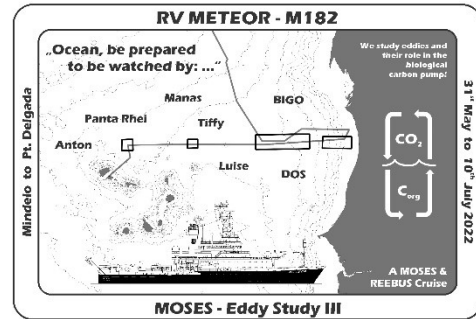 RV METEOR - M182
„Ocean, be prepared
to be watched by: ...“
We study eddies and
their role in the
biological
carbon pump!
Manas
BIGO
Panta Rhei
Tiffy
Anton
Luise
DOS
CO2
Corg
Mindelo to Pt. Delgada
31st May to 10th July 2022
A MOSES &
REEBUS Cruise
MOSES - Eddy Study III